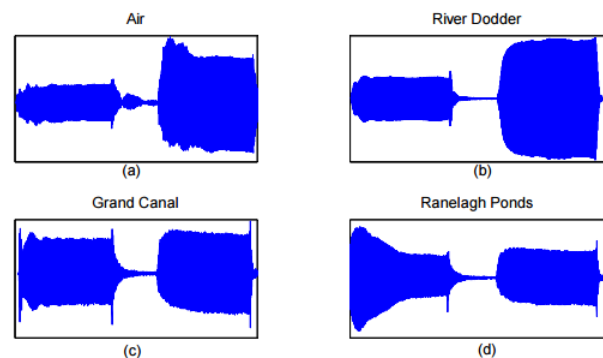 Air
River Dodder
(a)
(b)
Grand Canal
Ranelagh Ponds
(c)
(d)